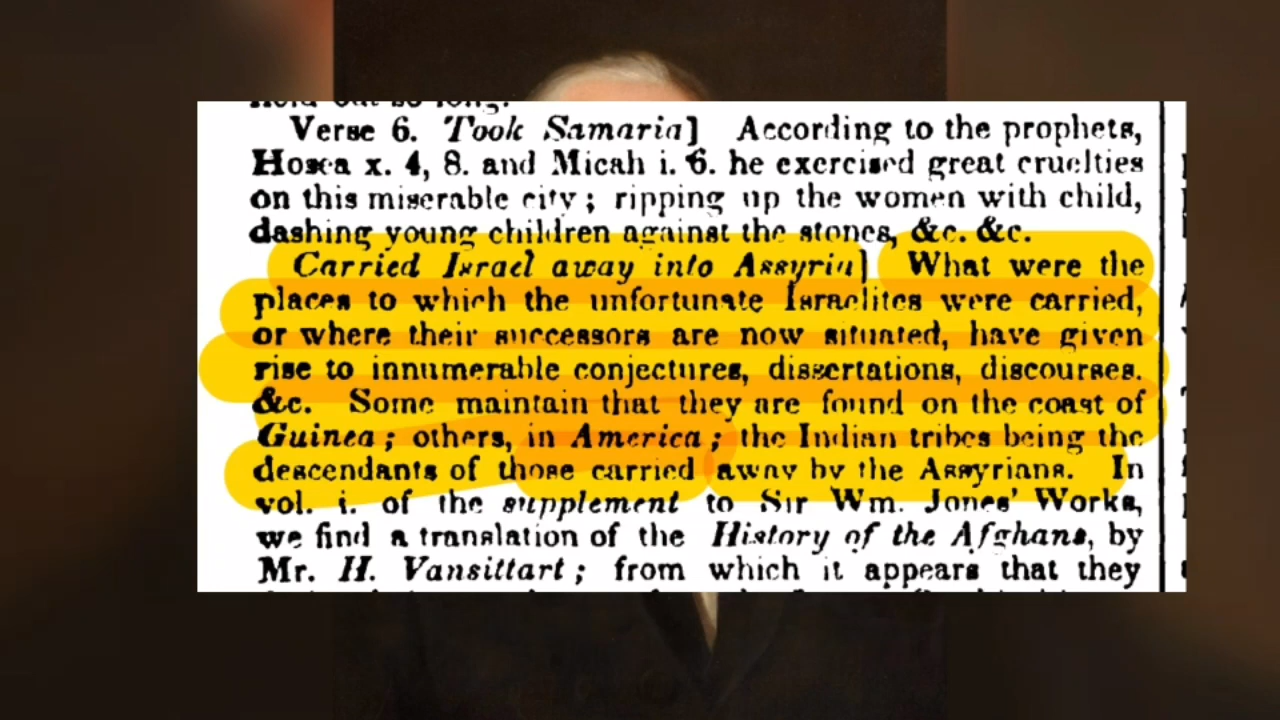 Verse 6. Took Samaria] According to the prophets,
Hosea x. 4, 8. and Micah i. 6. he exercised great cruelties
on this miserable city; ripping up the women with child,
dashing young children against the stones, &c. &c.
Carried Israel away into Assyria] What were the
places to which the unfortunate Israelites were carried,
or where their successors are now situated, have given
rise to innumerable conjectures, dissertations, discourses.
&c. Some maintain that they are found on the coast of
Guinea; others, in America; the Indian tribes being the
descendants of those carried away by the Assyrians. In
vol. i. of the supplement to Sir Wm. Jones' Works,
we find a translation of the History of the Afghans, by
Mr. H. Vansittart; from which it appears that they